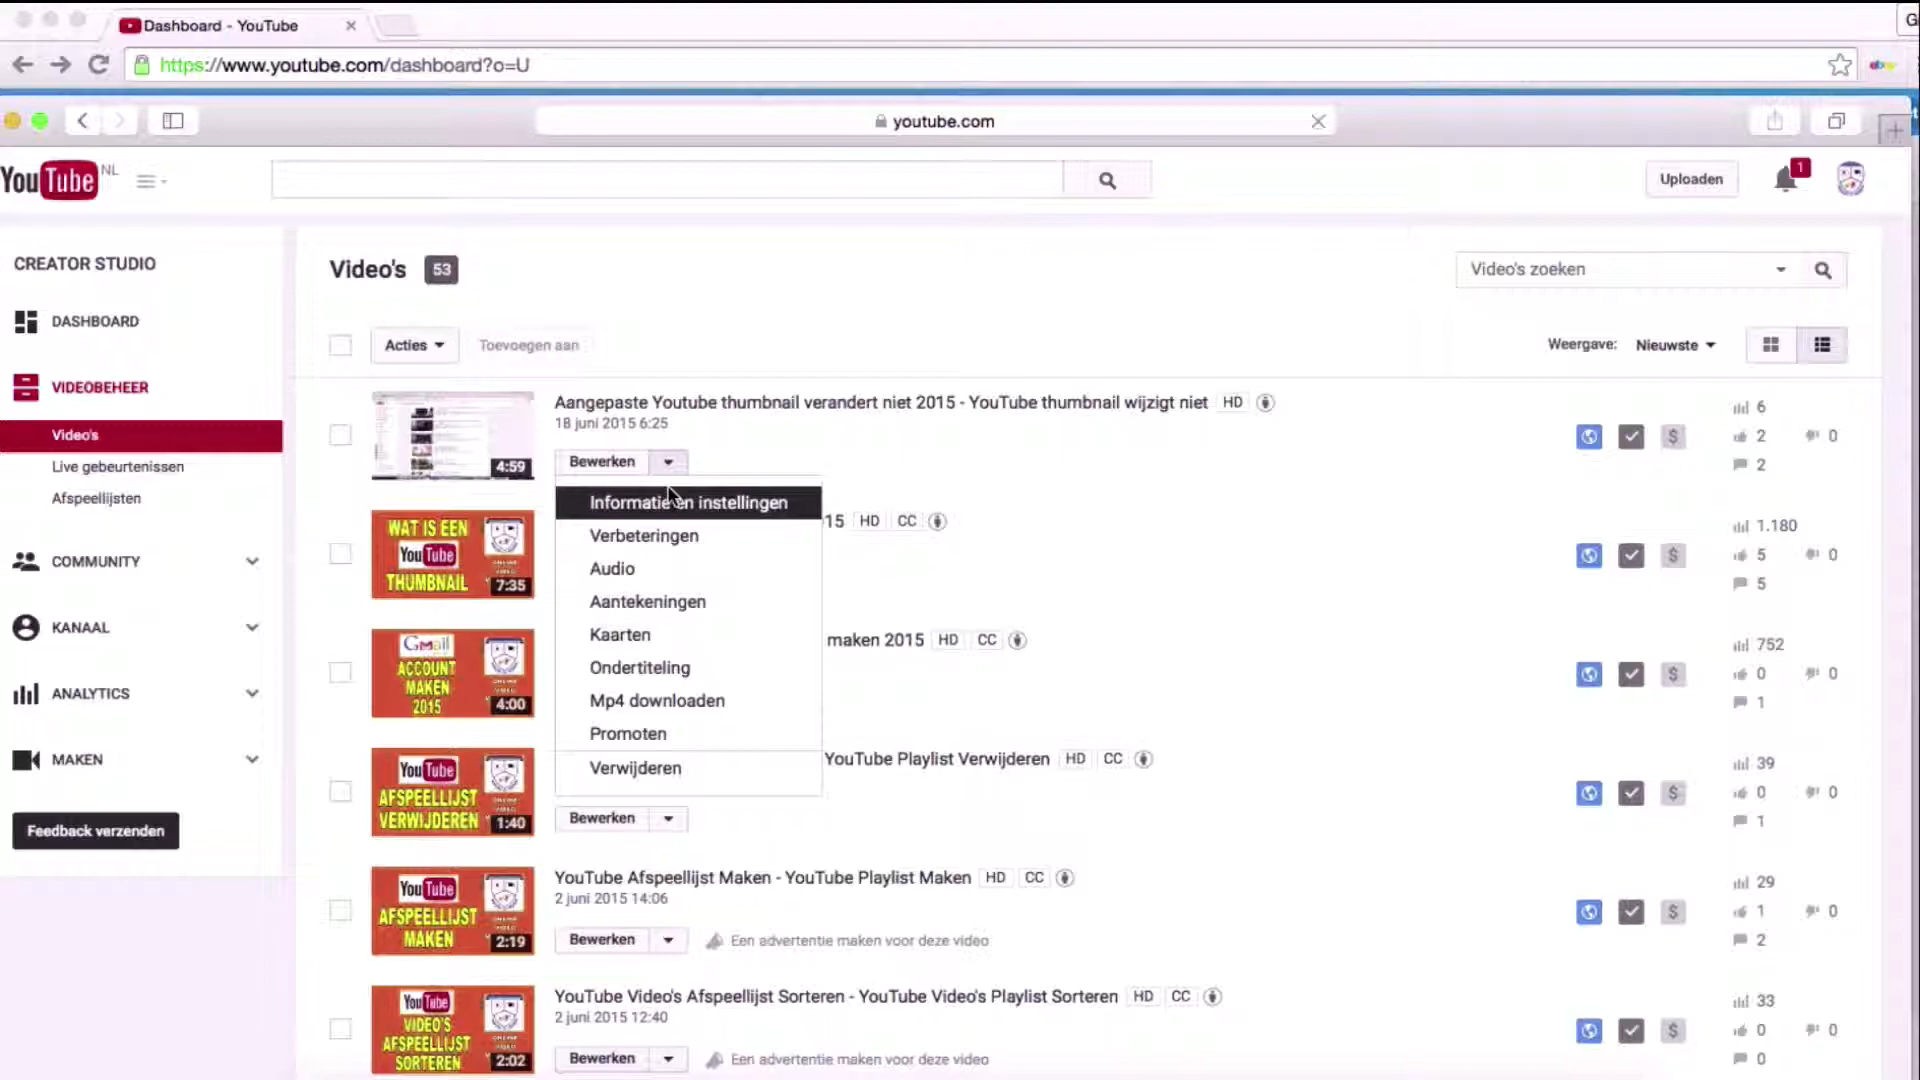 Dashboard - YouTube
https://www.youtube.com/dashboard?o=U
youtube.com
YouTube NL
Uploaden
1
CREATOR STUDIO
DASHBOARD
VIDEOBEHEER
Video's
Live gebeurtenissen
Afspeellijsten
COMMUNITY
KANAAL
ANALYTICS
MAKEN
Feedback verzenden
Video's 53
Video's zoeken
Acties
Toevoegen aan
Weergave: Nieuwste
4:59
Aangepaste Youtube thumbnail verandert niet 2015 - YouTube thumbnail wijzigt niet HD
18 juni 2015 6:25
Bewerken
$
6
2 0
2
Informatie en instellingen
Verbeteringen
Audio
Aantekeningen
Kaarten
Ondertiteling
Mp4 downloaden
Promoten
Verwijderen
WAT IS EEN
YouTube
THUMBNAIL
7:35
15 HD CC
$
1.180
5 0
5
Gmail
ACCOUNT
MAKEN
2015
4:00
maken 2015 HD CC
$
752
0 0
1
YouTube
AFSPEELLIJST
VERWIJDEREN
1:40
YouTube Playlist Verwijderen HD CC
Bewerken
$
39
0 0
1
YouTube
AFSPEELLIJST
MAKEN
2:19
YouTube Afspeellijst Maken - YouTube Playlist Maken HD CC
2 juni 2015 14:06
Bewerken
Een advertentie maken voor deze video
$
29
1 0
2
YouTube
VIDEO'S
AFSPEELLIJST
SORTEREN
2:02
YouTube Video's Afspeellijst Sorteren - YouTube Video's Playlist Sorteren HD CC
2 juni 2015 12:40
Bewerken
Een advertentie maken voor deze video
$
33
0 0
0